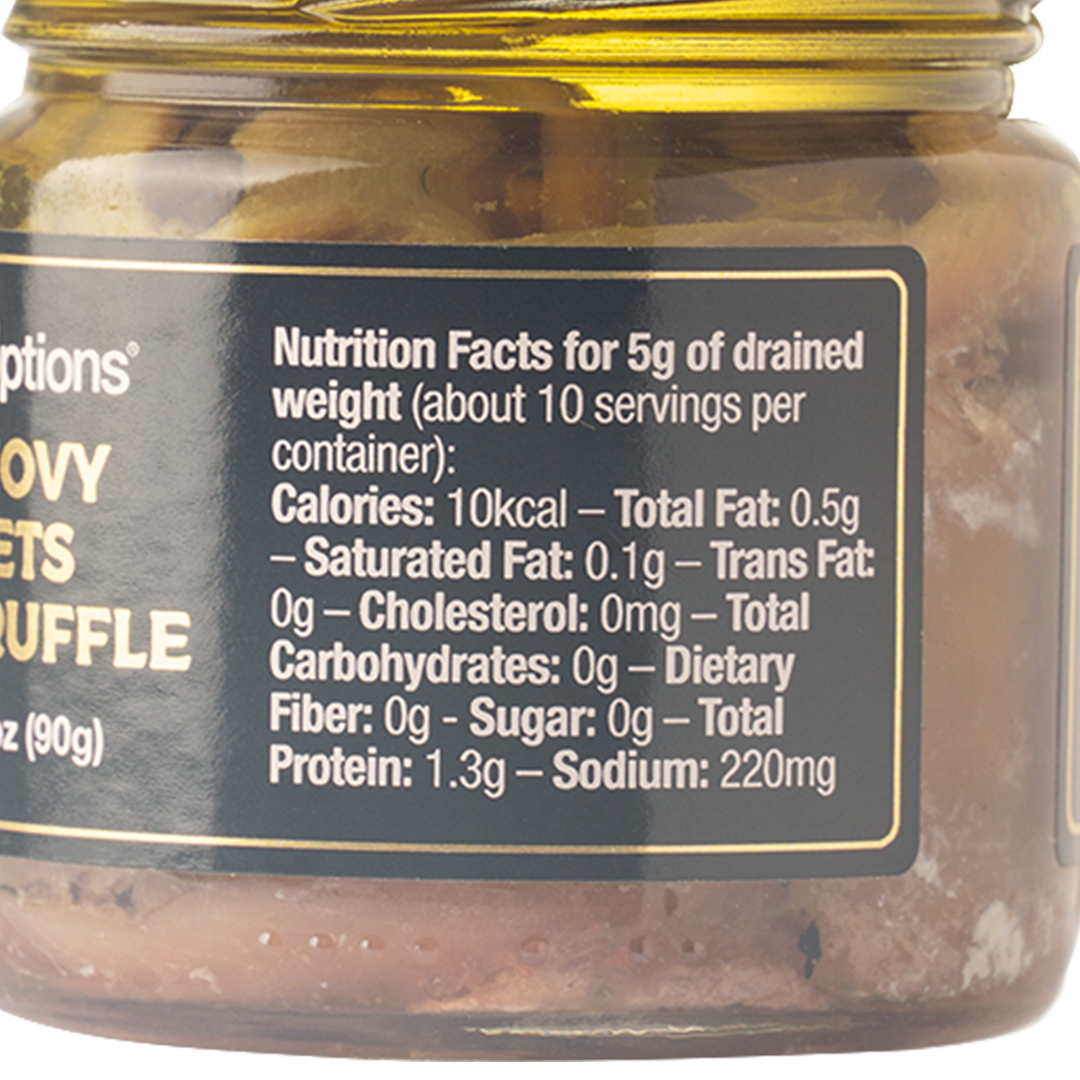 ptions®
OVY
ETS
UFFLE
oz (90g)
Nutrition Facts for 5g of drained
weight (about 10 servings per
container):
Calories: 10kcal – Total Fat: 0.5g
– Saturated Fat: 0.1g – Trans Fat:
0g – Cholesterol: 0mg – Total
Carbohydrates: 0g – Dietary
Fiber: 0g - Sugar: 0g – Total
Protein: 1.3g – Sodium: 220mg